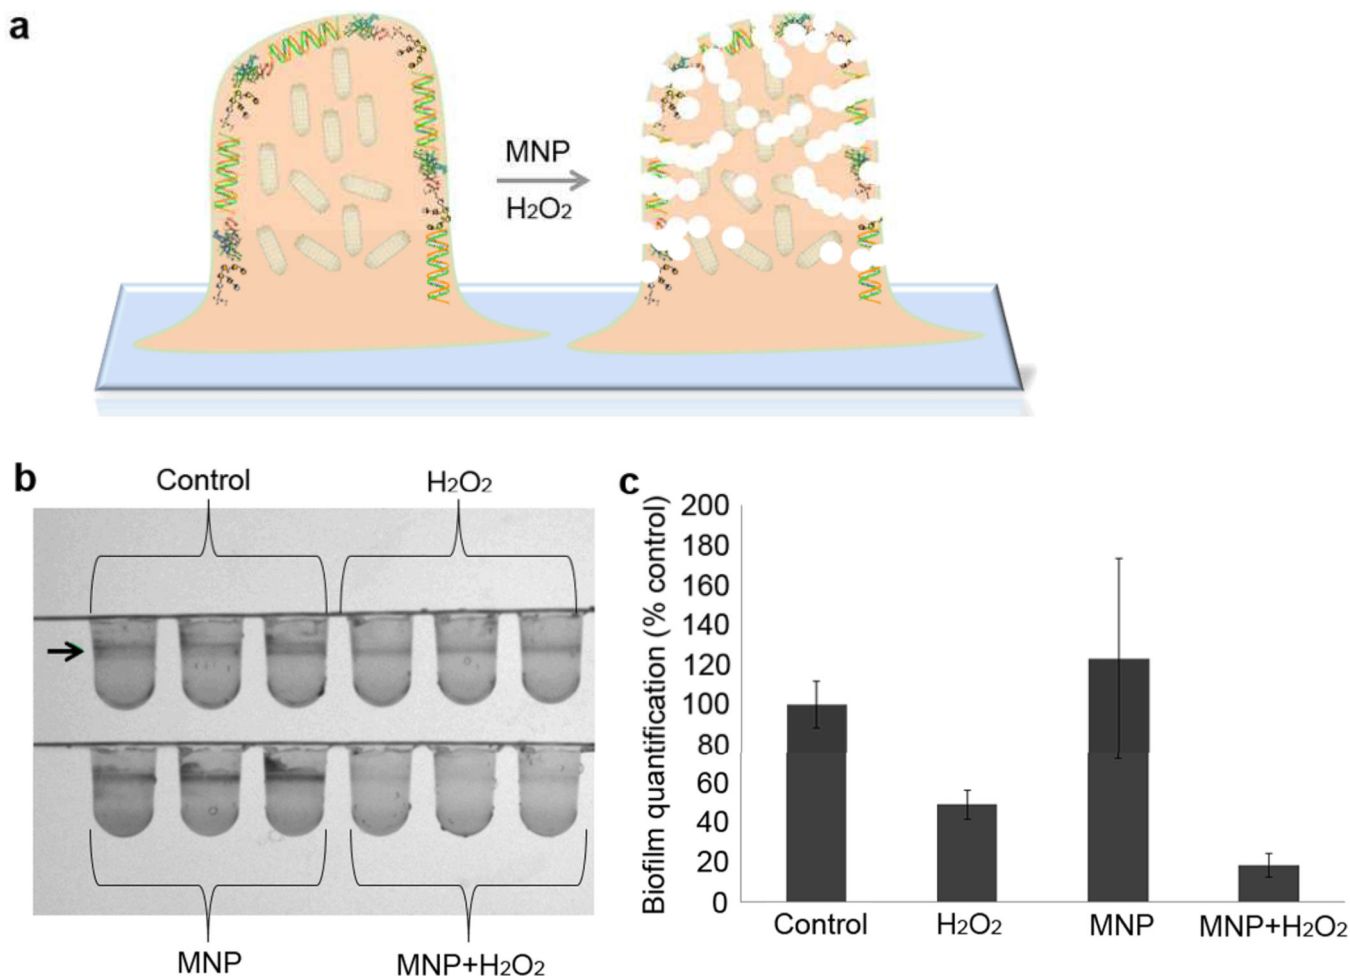 a
MNP
H2O2
b
Control
H2O2
MNP
MNP+H2O2
c
Biofilm quantification (% control)
200
180
160
140
120
100
80
60
40
20
0
Control
H2O2
MNP
MNP+H2O2